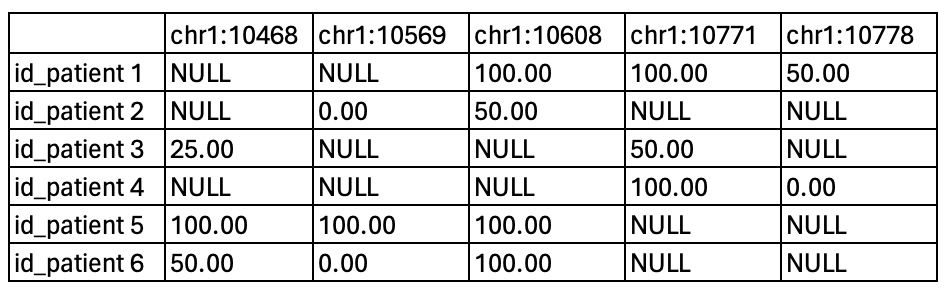 chr1:10468 chr1:10569 chr1:10608 chr1:10771 chr1:10778
id_patient 1 NULL NULL 100.00 100.00 50.00
id_patient 2 NULL 0.00 50.00 NULL NULL
id_patient 3 25.00 NULL NULL 50.00 NULL
id_patient 4 NULL NULL NULL 100.00 0.00
id_patient 5 100.00 100.00 100.00 NULL NULL
id_patient 6 50.00 0.00 100.00 NULL NULL